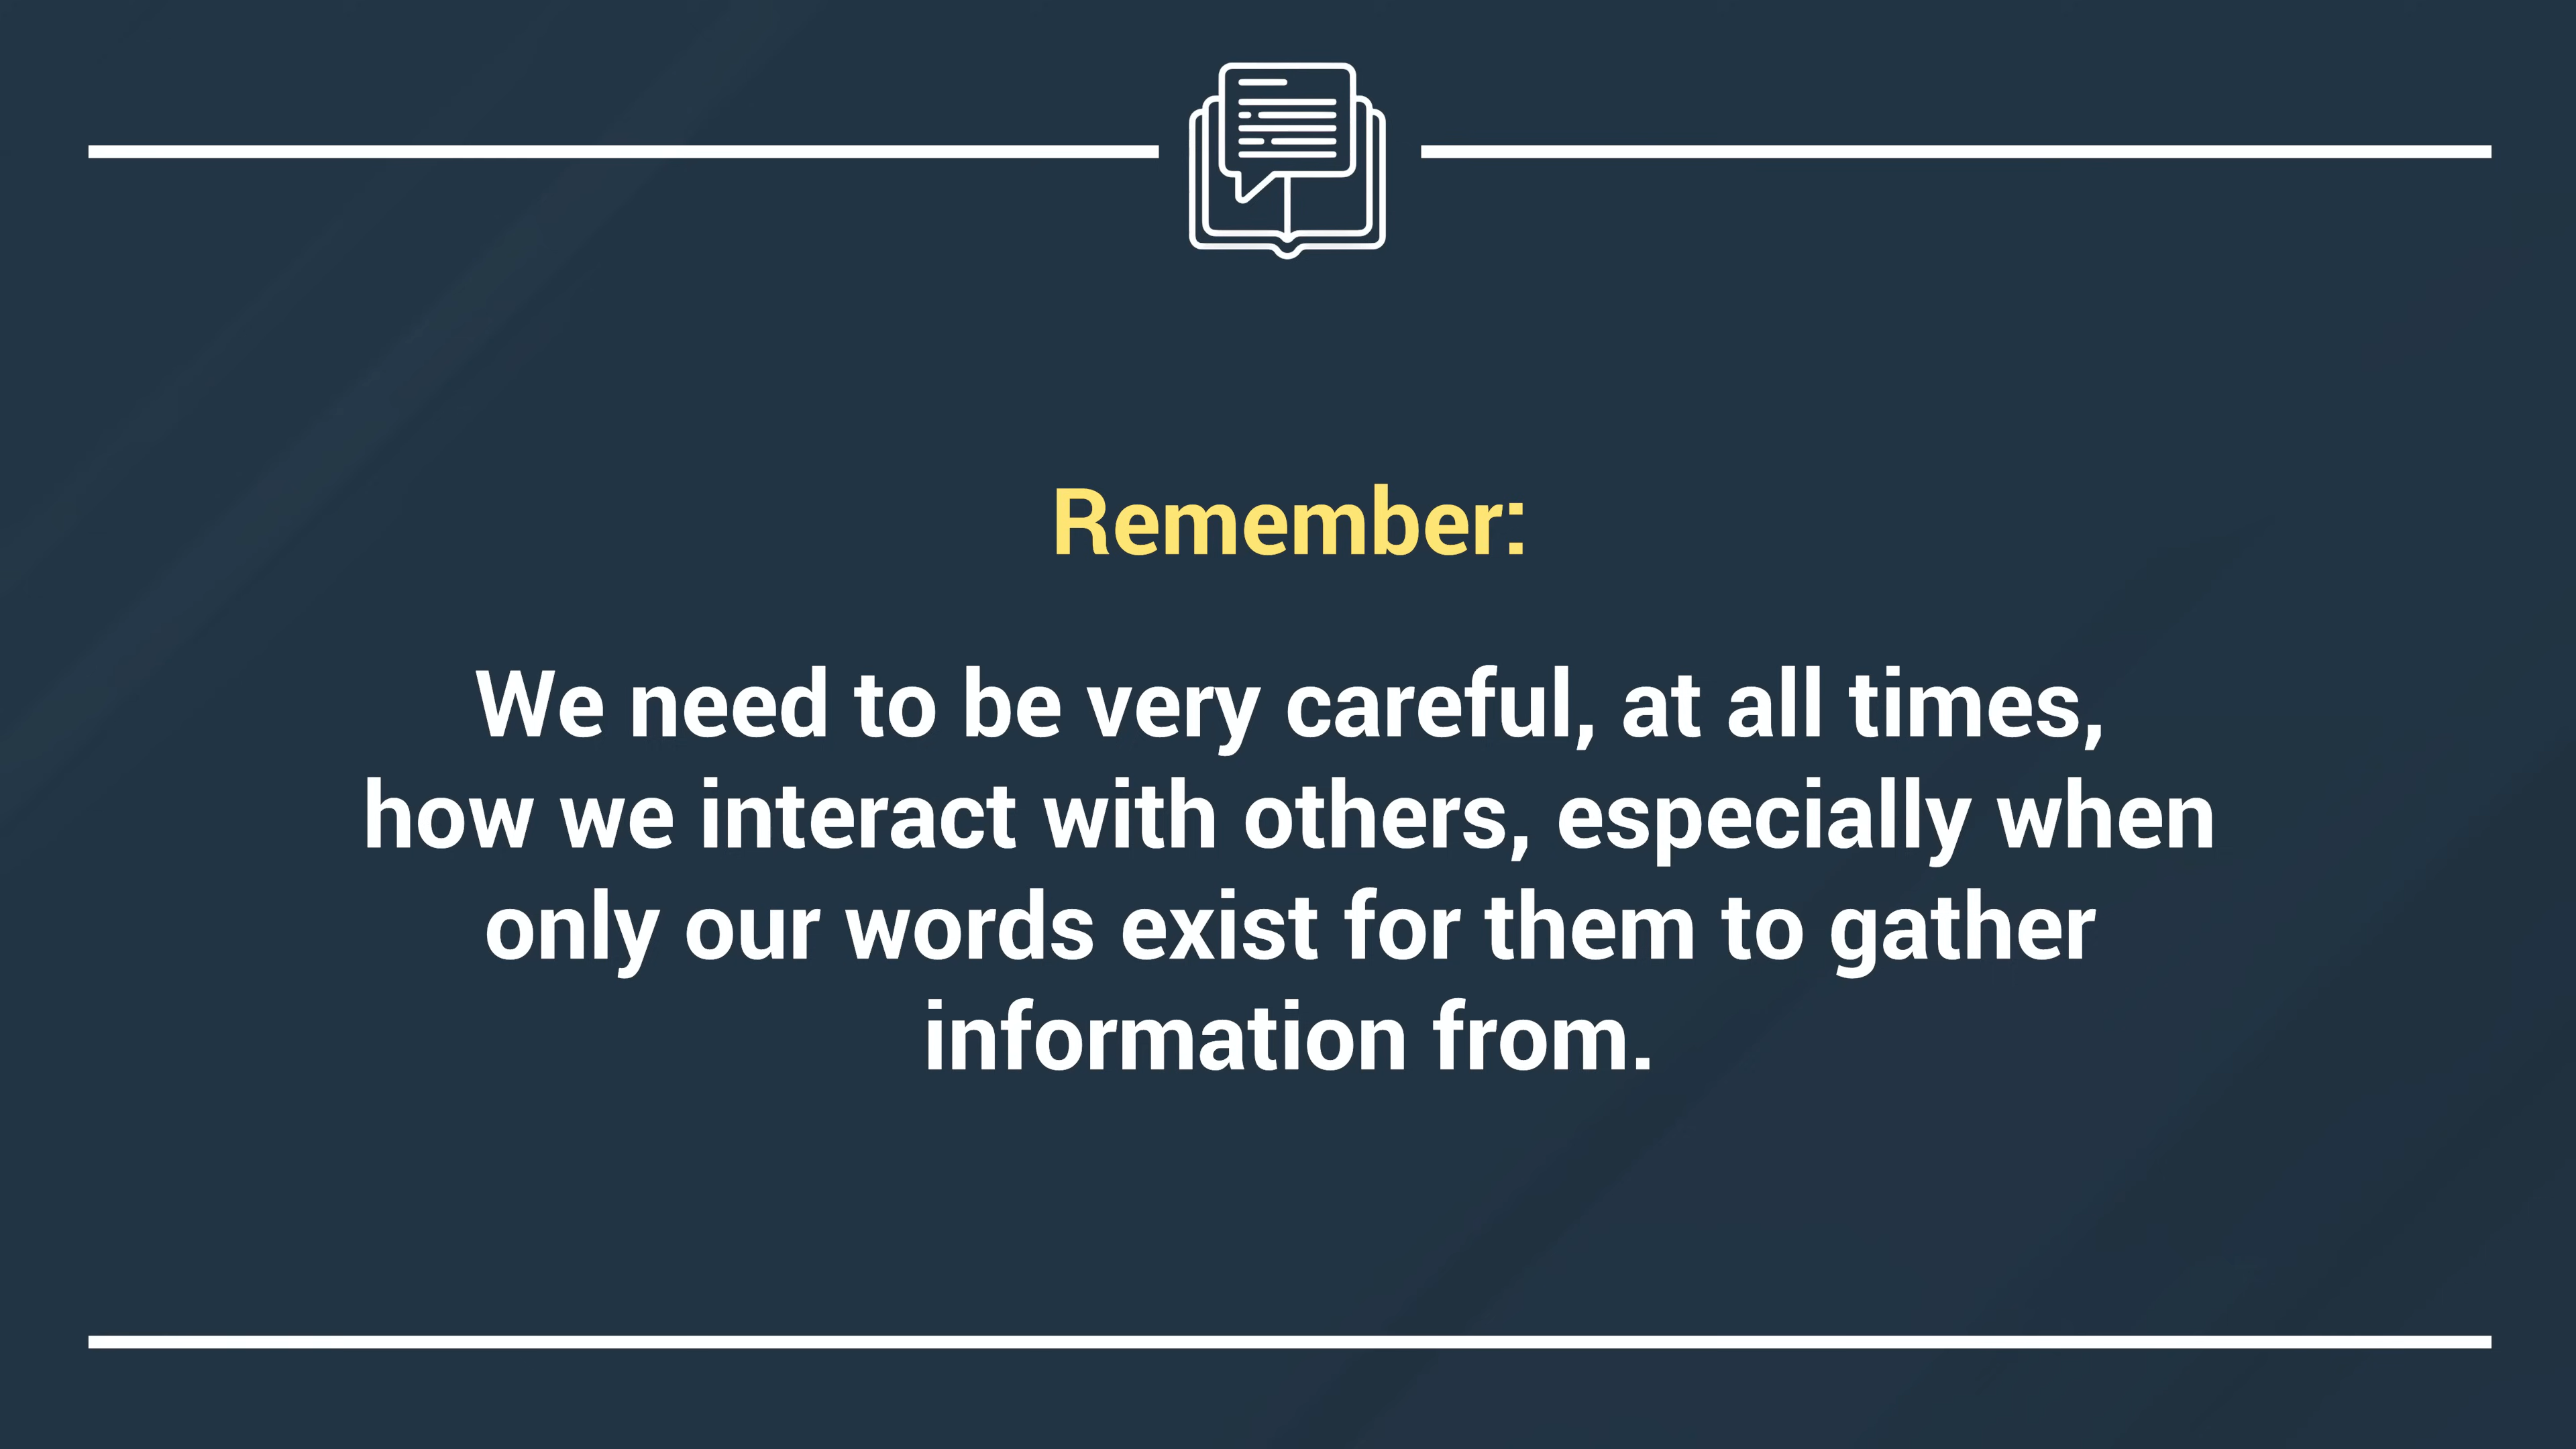 Remember:
We need to be very careful, at all times,
how we interact with others, especially when
only our words exist for them to gather
information from.